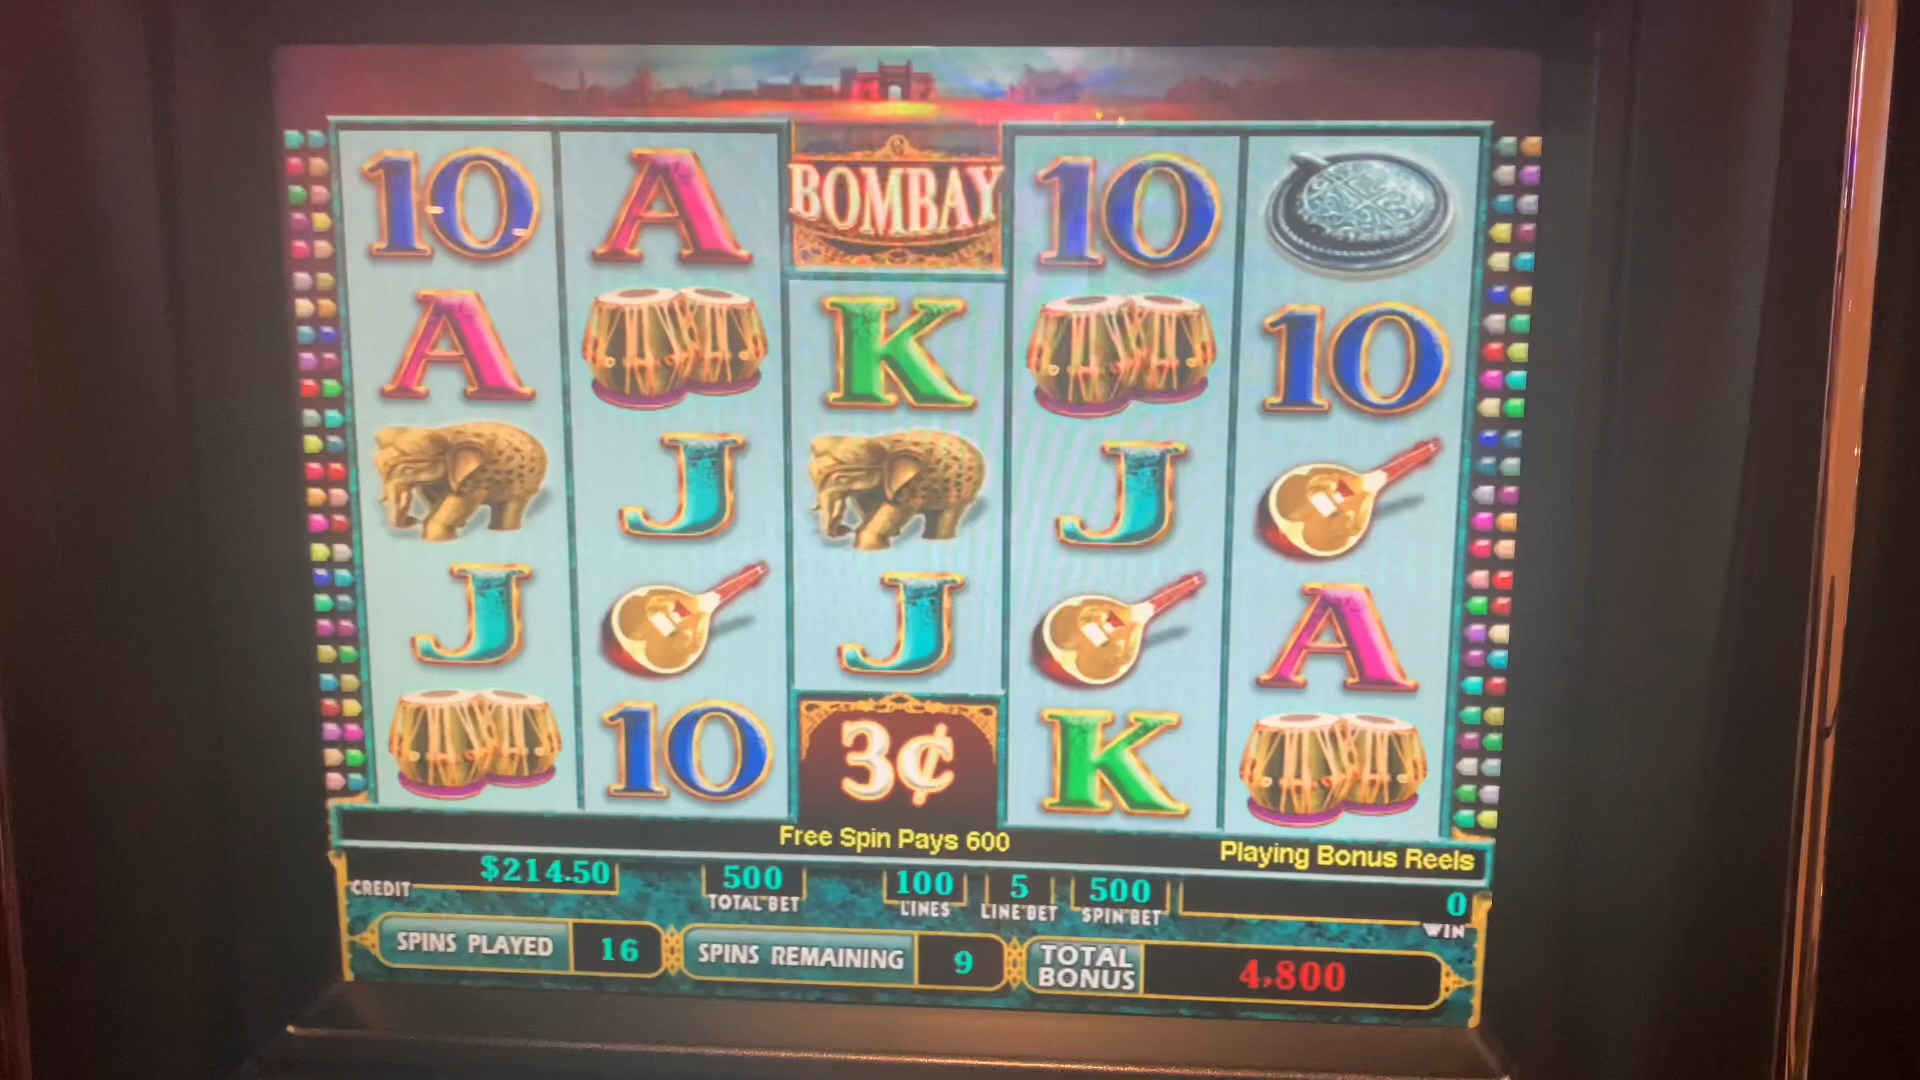 10 A BOMBAY 10
A K 10
J J
J J A
10 3¢ K
Free Spin Pays 600
Playing Bonus Reels
CREDIT $214.50
500 TOTAL BET
100 LINES
5 LINE BET
500 SPIN BET
0 WIN
SPINS PLAYED 16
SPINS REMAINING 9
TOTAL BONUS 4,800